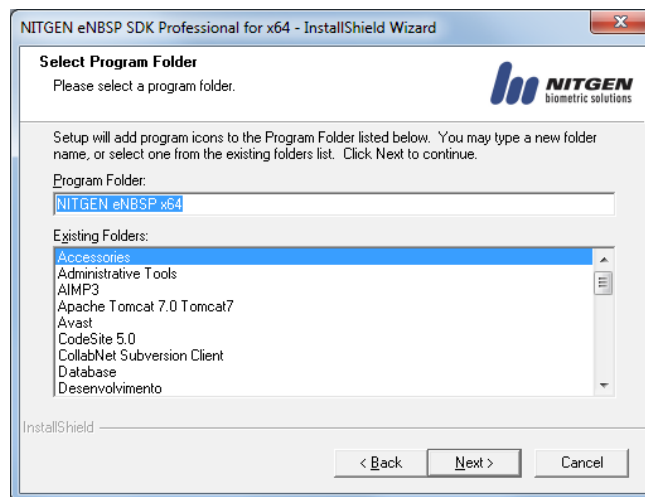 NITGEN eNBSP SDK Professional for x64 - InstallShield Wizard
Select Program Folder
Please select a program folder.
NITGEN
biometric solutions
Setup will add program icons to the Program Folder listed below. You may type a new folder
name, or select one from the existing folders list. Click Next to continue.
Program Folder:
NITGEN eNBSP x64
Existing Folders:
Accessories
Administrative Tools
AIMP3
Apache Tomcat 7.0 Tomcat7
Avast
CodeSite 5.0
CollabNet Subversion Client
Database
Desenvolvimento
InstallShield
< Back
Next >
Cancel